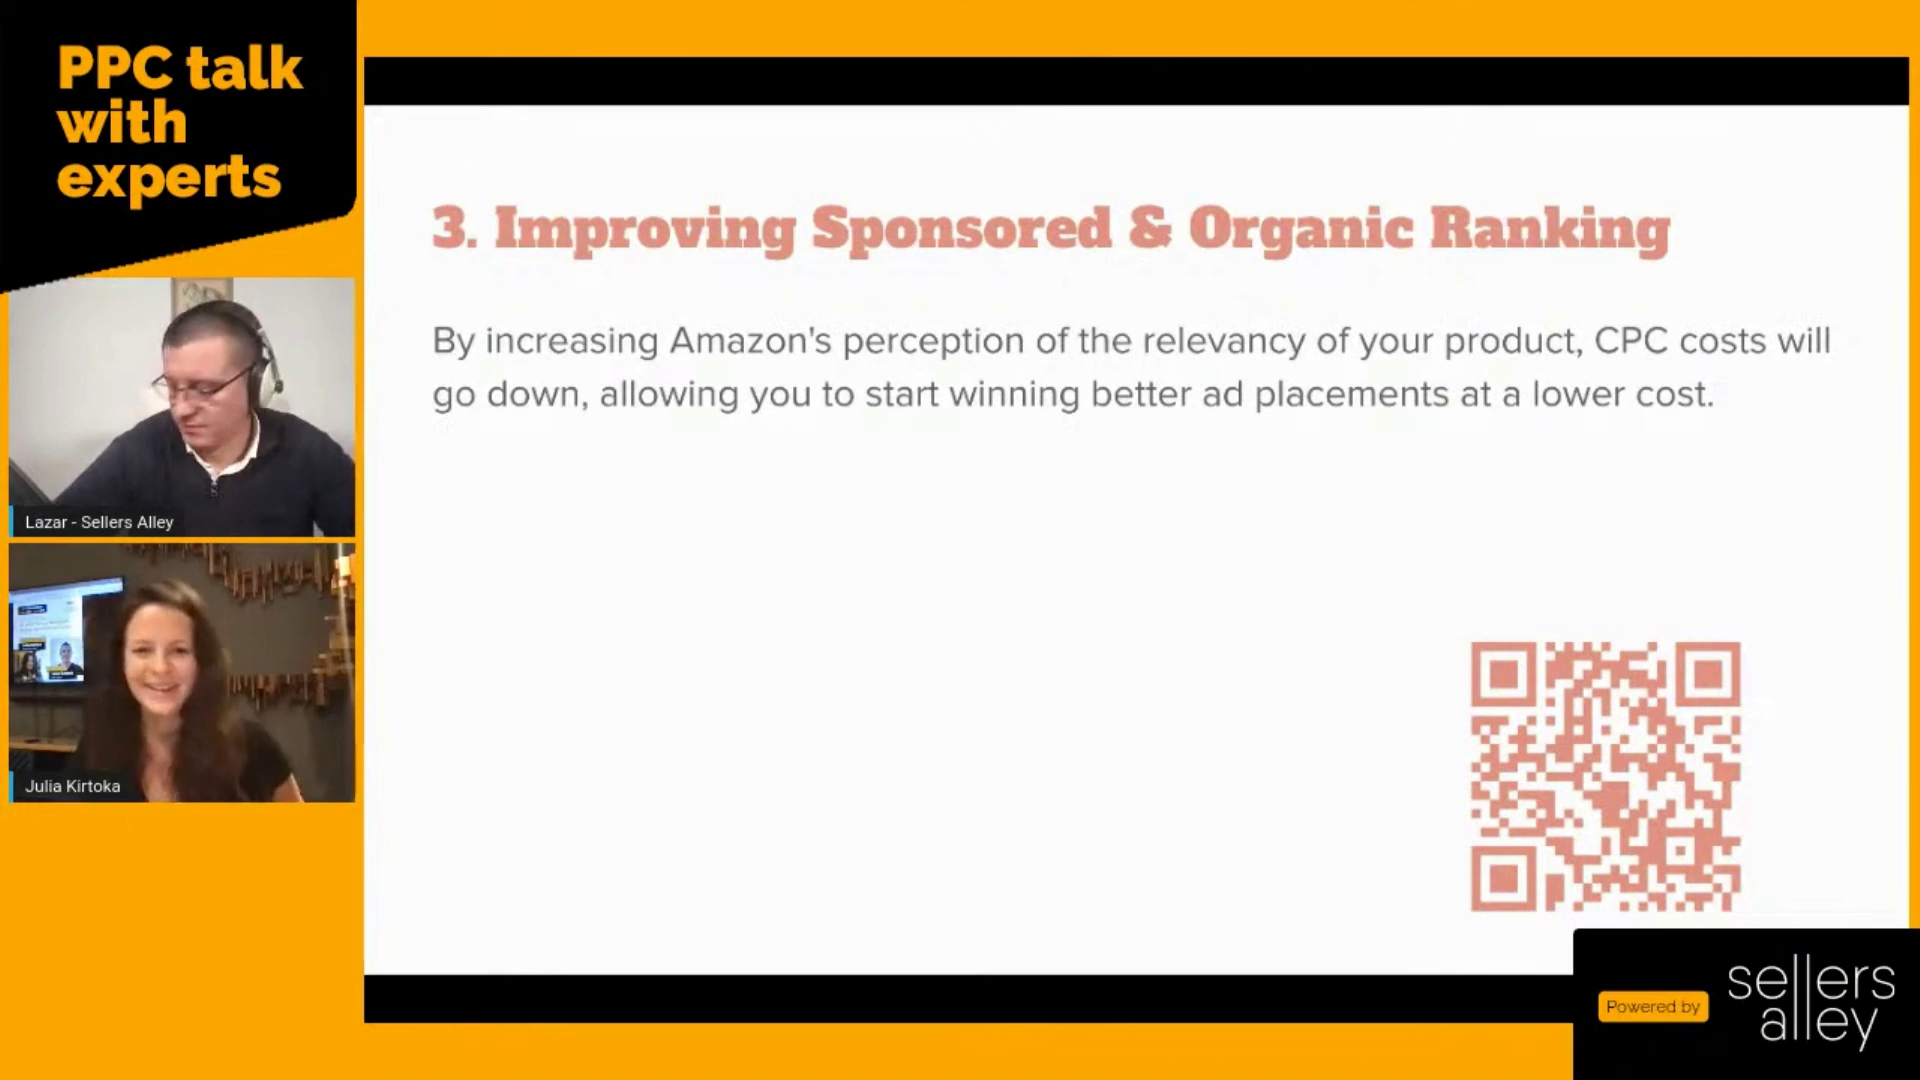 PPC talk
with
experts
3. Improving Sponsored & Organic Ranking
By increasing Amazon's perception of the relevancy of your product, CPC costs will
go down, allowing you to start winning better ad placements at a lower cost.
Lazar - Sellers Alley
Julia Kirtoka
Powered by
sellers
alley